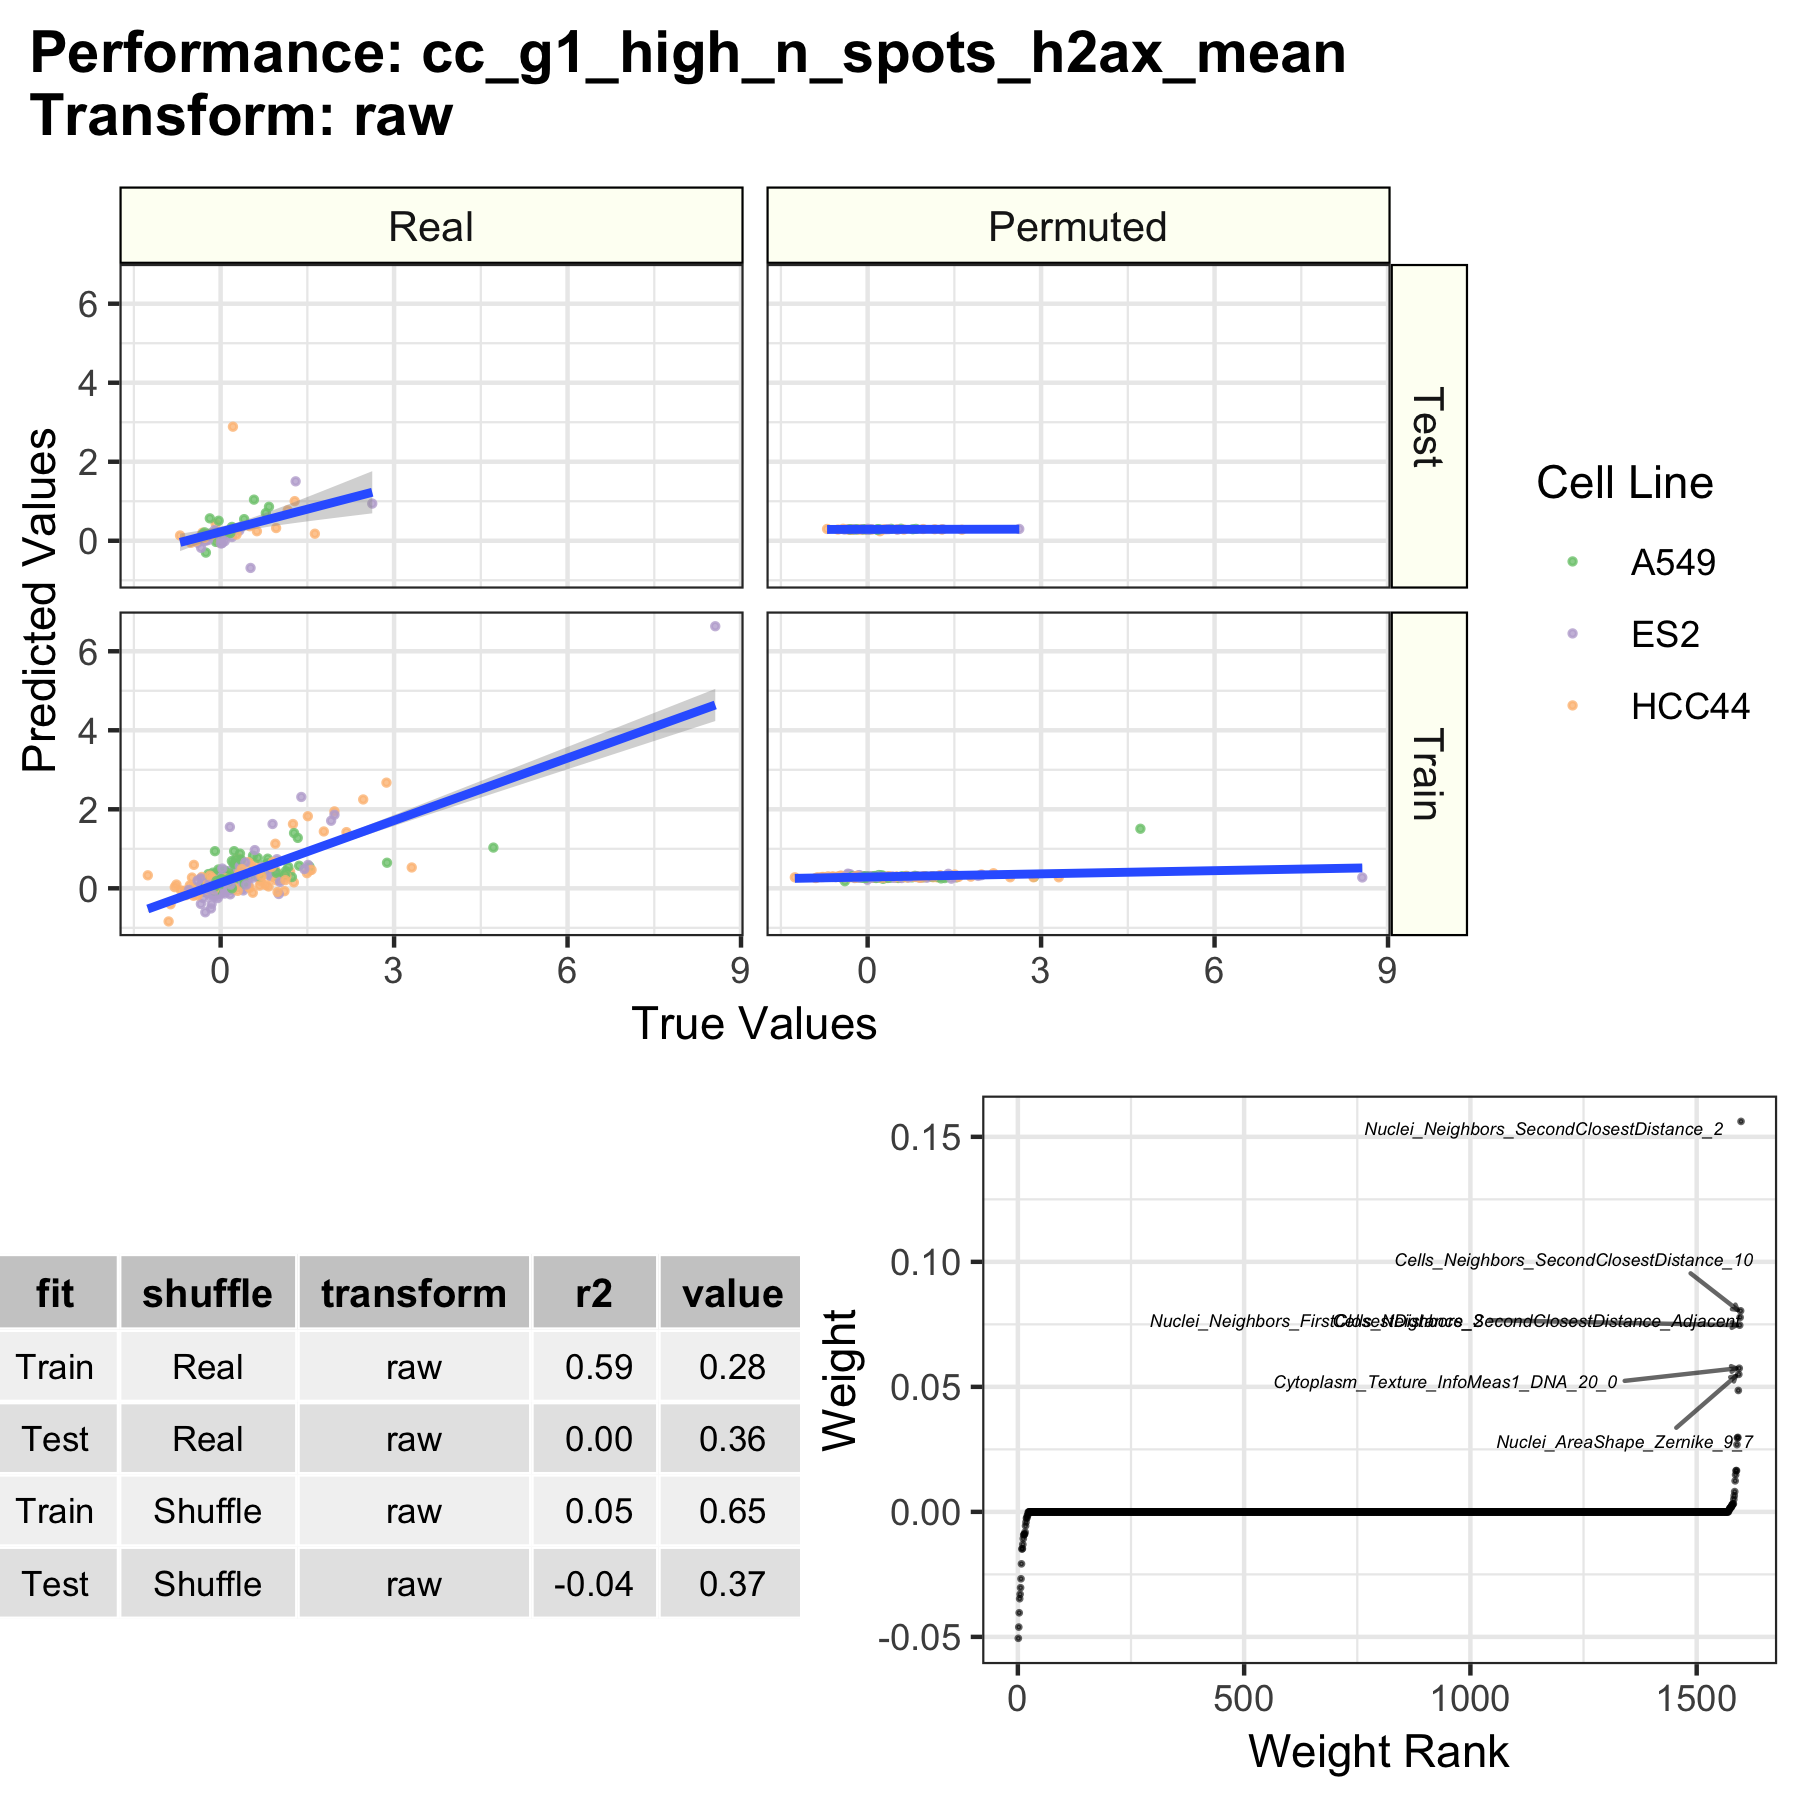 Performance: cc_g1_high_n_spots_h2ax_mean
Transform: raw
Real
Permuted
6
4
2
0
Test
6
4
2
0
Train
Predicted Values
0
3
6
9
0
3
6
9
True Values
Cell Line
A549
ES2
HCC44
fit shuffle transform r2 value
Train Real raw 0.59 0.28
Test Real raw 0.00 0.36
Train Shuffle raw 0.05 0.65
Test Shuffle raw -0.04 0.37
Weight
0.15
0.10
0.05
0.00
-0.05
Nuclei_Neighbors_SecondClosestDistance_2
Cells_Neighbors_SecondClosestDistance_10
Nuclei_Neighbors_FirstClosestDistance_2
Cells_Neighbors_SecondClosestDistance_Adjacent
Cytoplasm_Texture_InfoMeas1_DNA_20_0
Nuclei_AreaShape_Zernike_9_7
0
500
1000
1500
Weight Rank